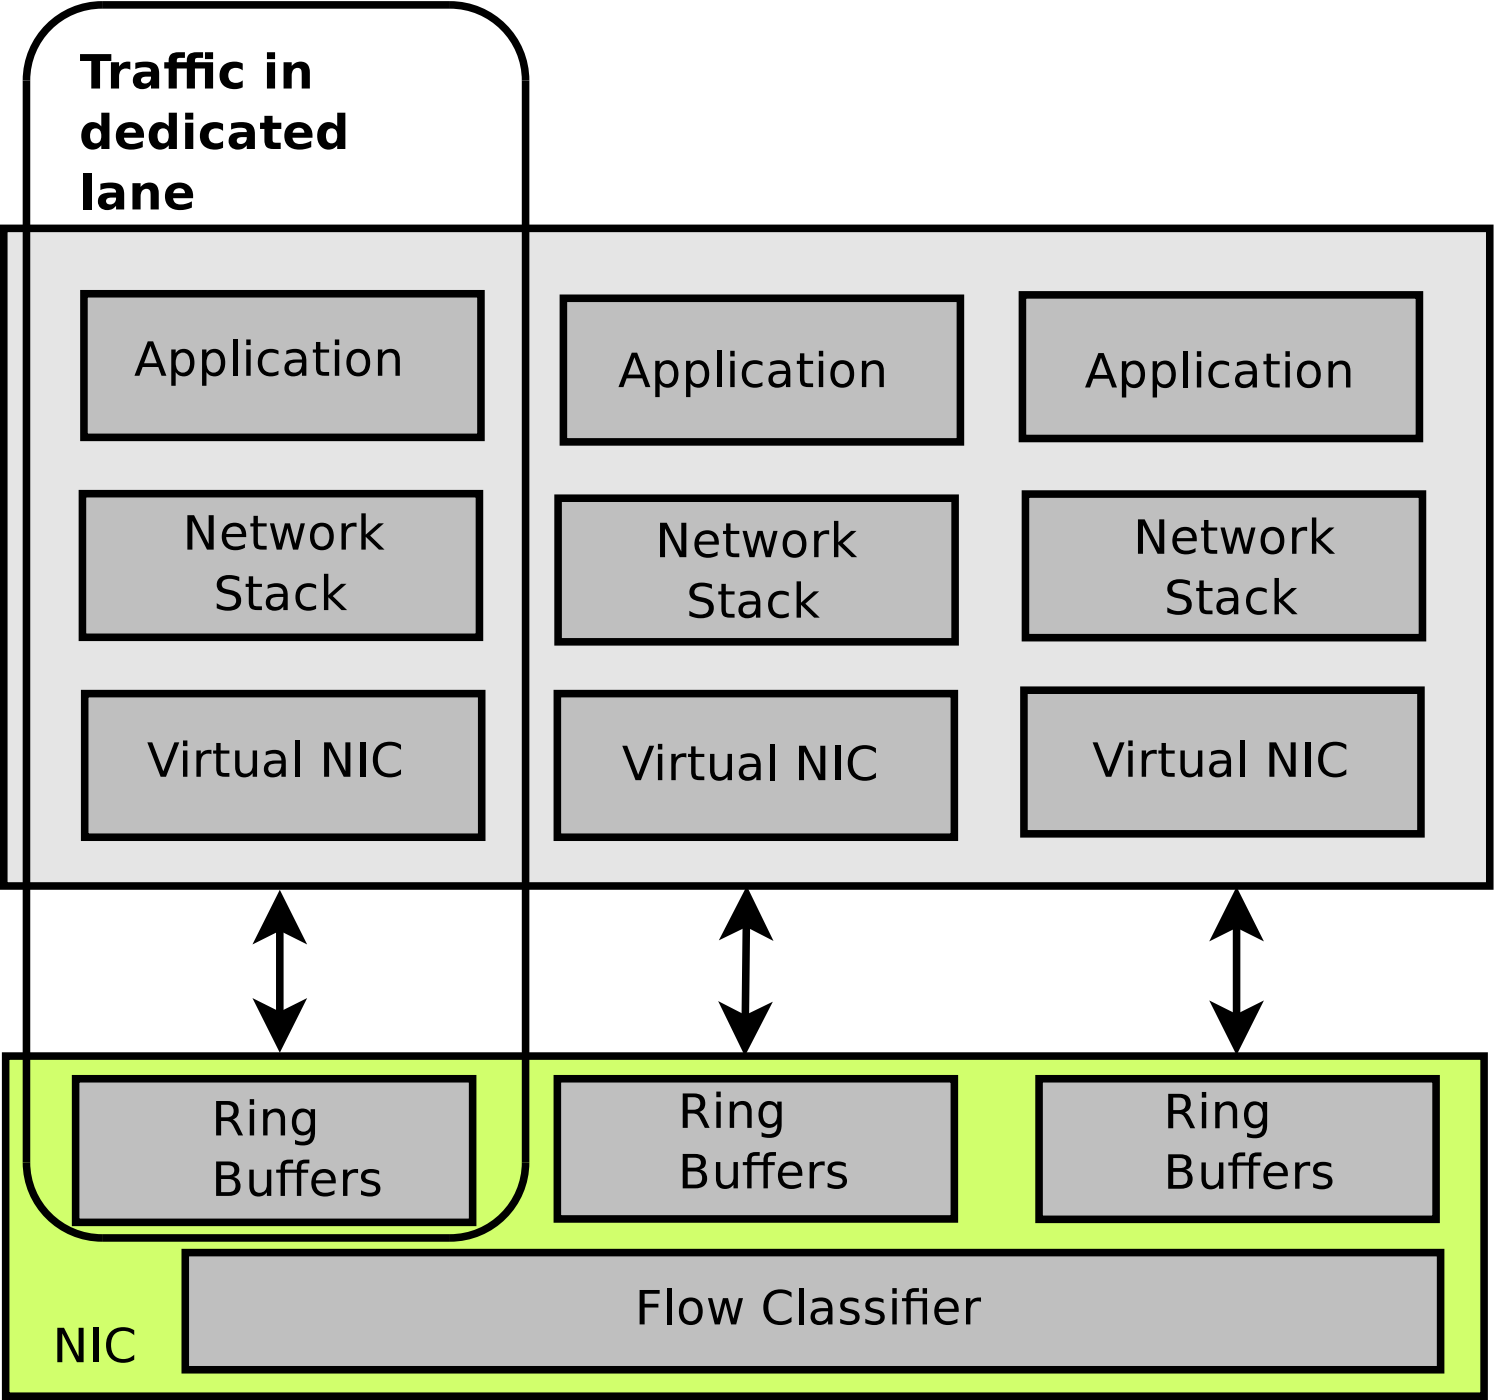 Traffic in
dedicated
lane
Application
Application
Application
Network
Stack
Network
Stack
Network
Stack
Virtual NIC
Virtual NIC
Virtual NIC
Ring
Buffers
Ring
Buffers
Ring
Buffers
Flow Classifier
NIC